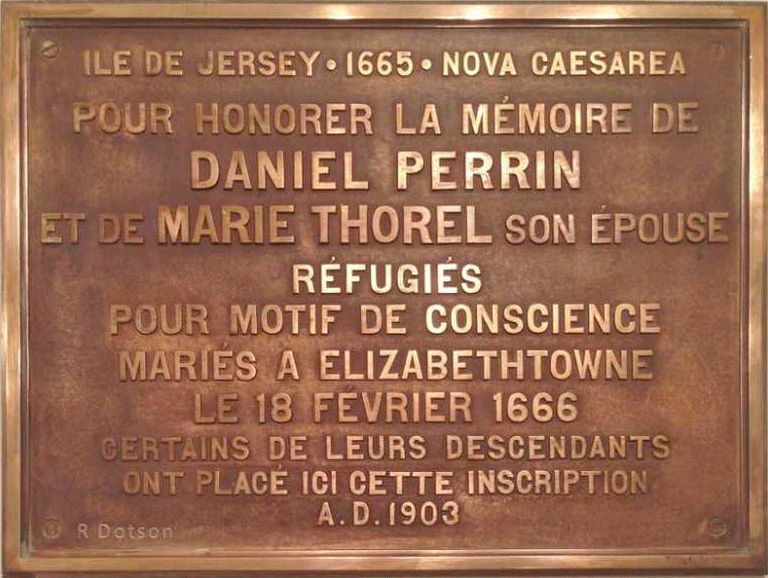 ILE DE JERSEY • 1665 • NOVA CAESAREA
POUR HONORER LA MÉMOIRE DE
DANIEL PERRIN
ET DE MARIE THOREL SON ÉPOUSE
RÉFUGIÉS
POUR MOTIF DE CONSCIENCE
MARIÉS A ELIZABETHTOWNE
LE 18 FÉVRIER 1666
CERTAINS DE LEURS DESCENDANTS
ONT PLACÉ ICI CETTE INSCRIPTION
A.D.1903
R Dotson